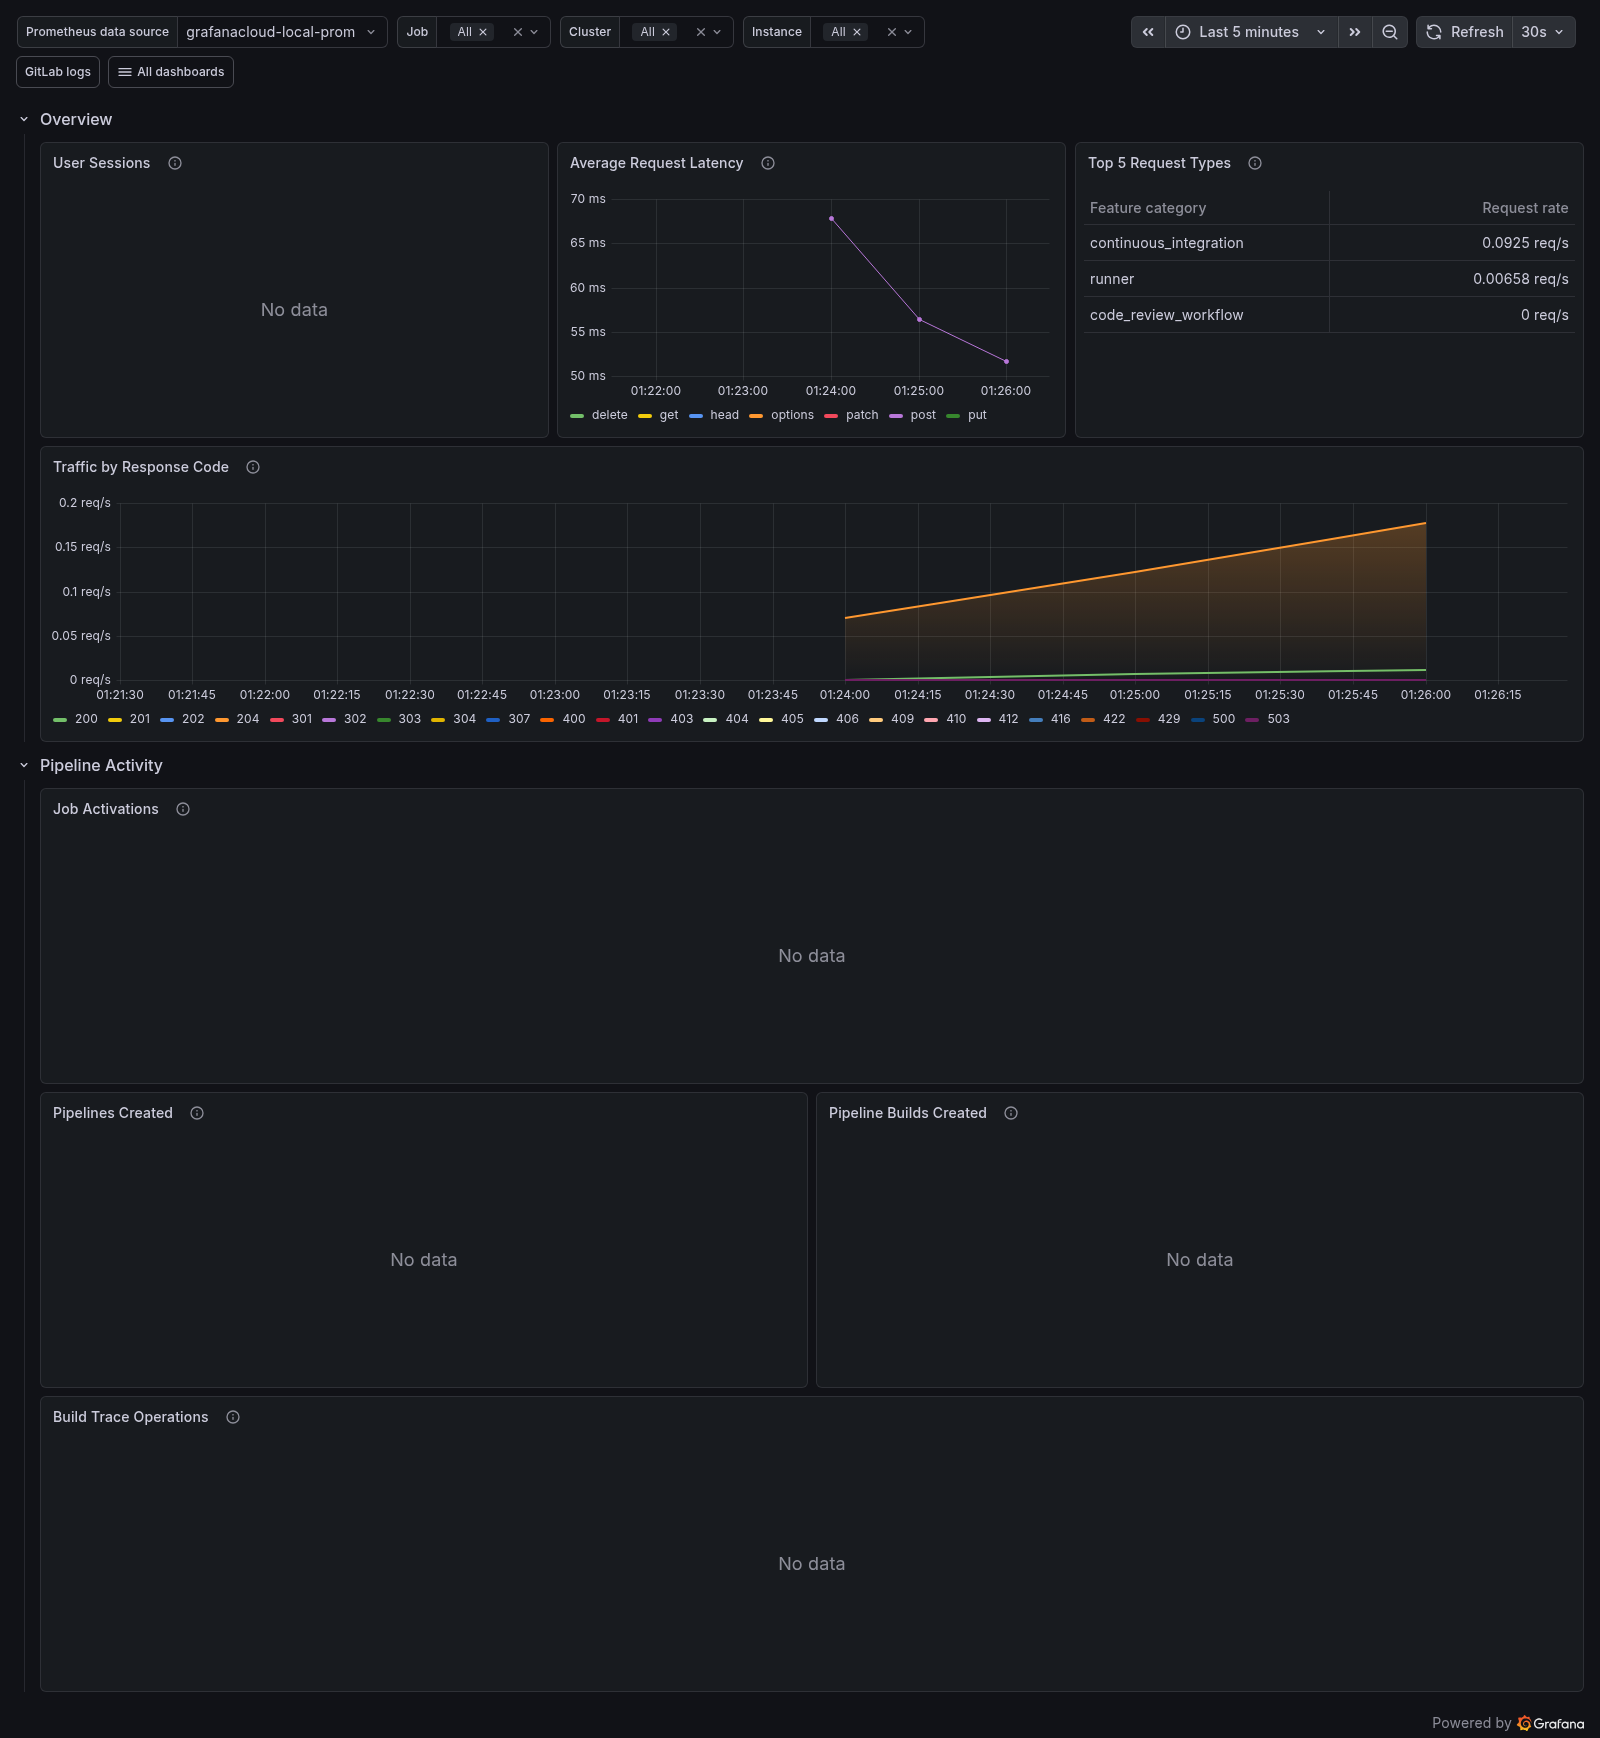 Prometheus data source grafanacloud-local-prom Job All Cluster All Instance All Last 5 minutes Refresh 30s
GitLab logs All dashboards
Overview
User Sessions
No data
Average Request Latency
70 ms
65 ms
60 ms
55 ms
50 ms
01:22:00 01:23:00 01:24:00 01:25:00 01:26:00
delete get head options patch post put
Top 5 Request Types
Feature category Request rate
continuous_integration 0.0925 req/s
runner 0.00658 req/s
code_review_workflow 0 req/s
Traffic by Response Code
0.2 req/s
0.15 req/s
0.1 req/s
0.05 req/s
0 req/s
01:21:30 01:21:45 01:22:00 01:22:15 01:22:30 01:22:45 01:23:00 01:23:15 01:23:30 01:23:45 01:24:00 01:24:15 01:24:30 01:24:45 01:25:00 01:25:15 01:25:30 01:25:45 01:26:00 01:26:15
200 201 202 204 301 302 303 304 307 400 401 403 404 405 406 409 410 412 416 422 429 500 503
Pipeline Activity
Job Activations
No data
Pipelines Created
No data
Pipeline Builds Created
No data
Build Trace Operations
No data
Powered by Grafana